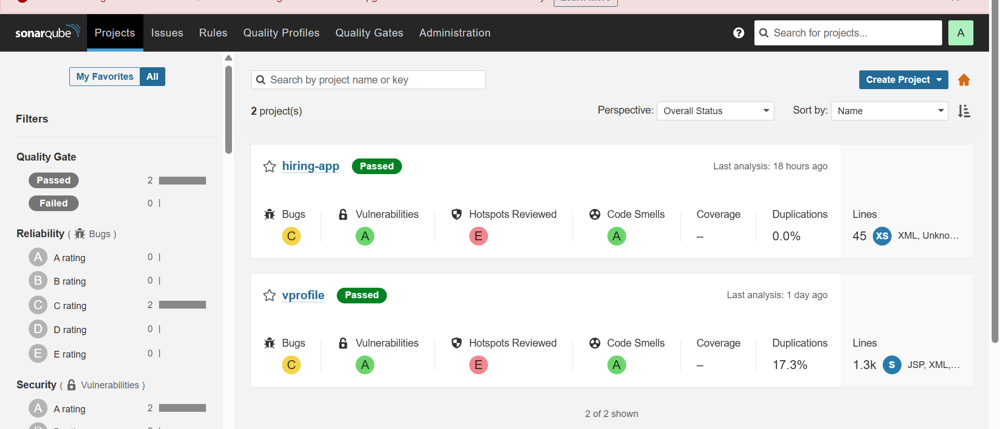 sonarqube Projects Issues Rules Quality Profiles Quality Gates Administration ? Search for projects... A
My Favorites All
Search by project name or key
Create Project
2 project(s)
Perspective: Overall Status
Sort by: Name
Filters
Quality Gate
Passed 2
Failed 0
Reliability ( Bugs )
A A rating 0
B B rating 0
C C rating 2
D D rating 0
E E rating 0
Security ( Vulnerabilities )
A A rating 2
hiring-app Passed
Last analysis: 18 hours ago
Bugs Vulnerabilities Hotspots Reviewed Code Smells Coverage Duplications Lines
C A E A – 0.0% 45 XS XML, Unkno...
vprofile Passed
Last analysis: 1 day ago
Bugs Vulnerabilities Hotspots Reviewed Code Smells Coverage Duplications Lines
C A E A – 17.3% 1.3k S JSP, XML,...
2 of 2 shown